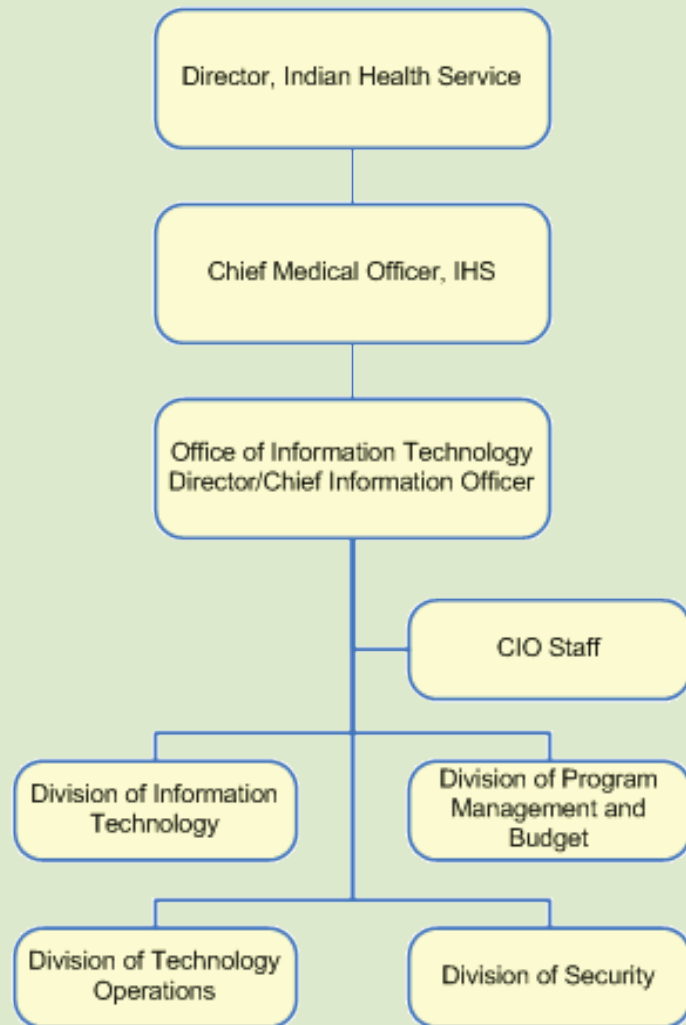 Director, Indian Health Service
Chief Medical Officer, IHS
Office of Information Technology
Director/Chief Information Officer
CIO Staff
Division of Information
Technology
Division of Program
Management and
Budget
Division of Technology
Operations
Division of Security